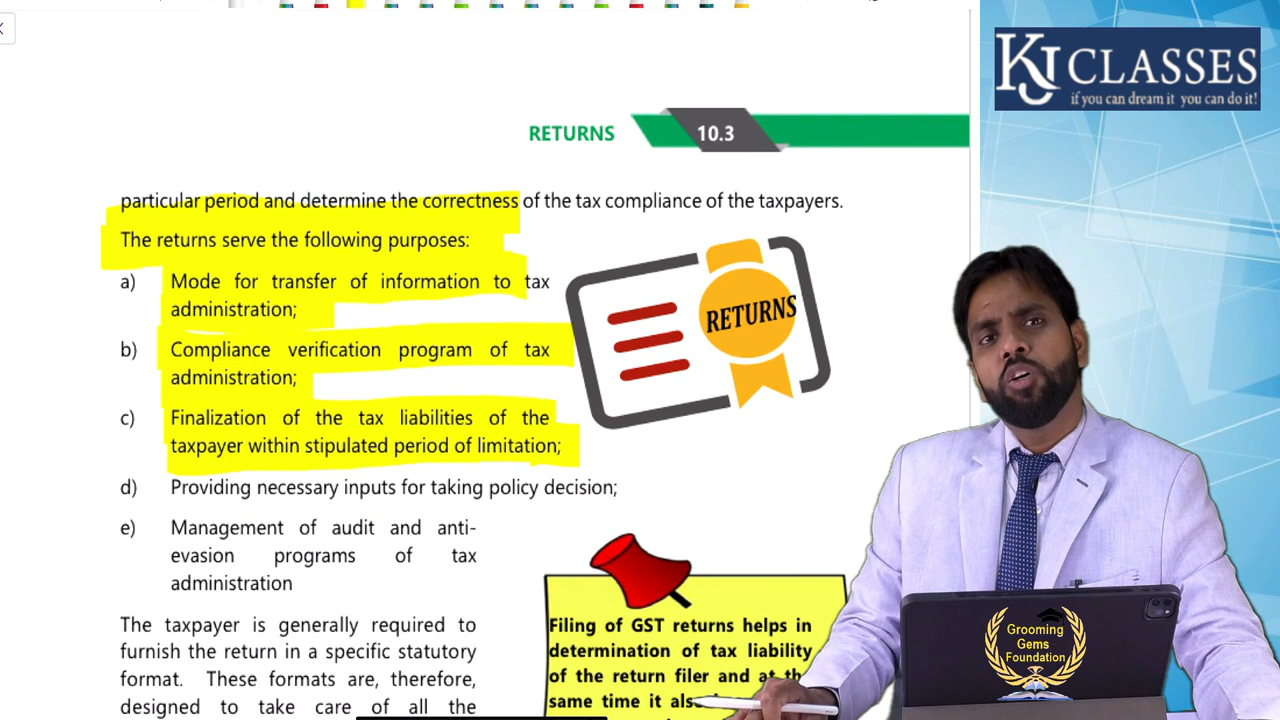 KJ CLASSES
if you can dream it you can do it!
RETURNS 10.3
particular period and determine the correctness of the tax compliance of the taxpayers.
The returns serve the following purposes:
a) Mode for transfer of information to tax
administration;
RETURNS
b) Compliance verification program of tax
administration;
c) Finalization of the tax liabilities of the
taxpayer within stipulated period of limitation;
d) Providing necessary inputs for taking policy decision;
e) Management of audit and anti-
evasion programs of tax
administration
The taxpayer is generally required to
furnish the return in a specific statutory
format. These formats are, therefore,
designed to take care of all the
Filing of GST returns helps in
determination of tax liability
of the return filer and at the
same time it also
Grooming
Gems
Foundation